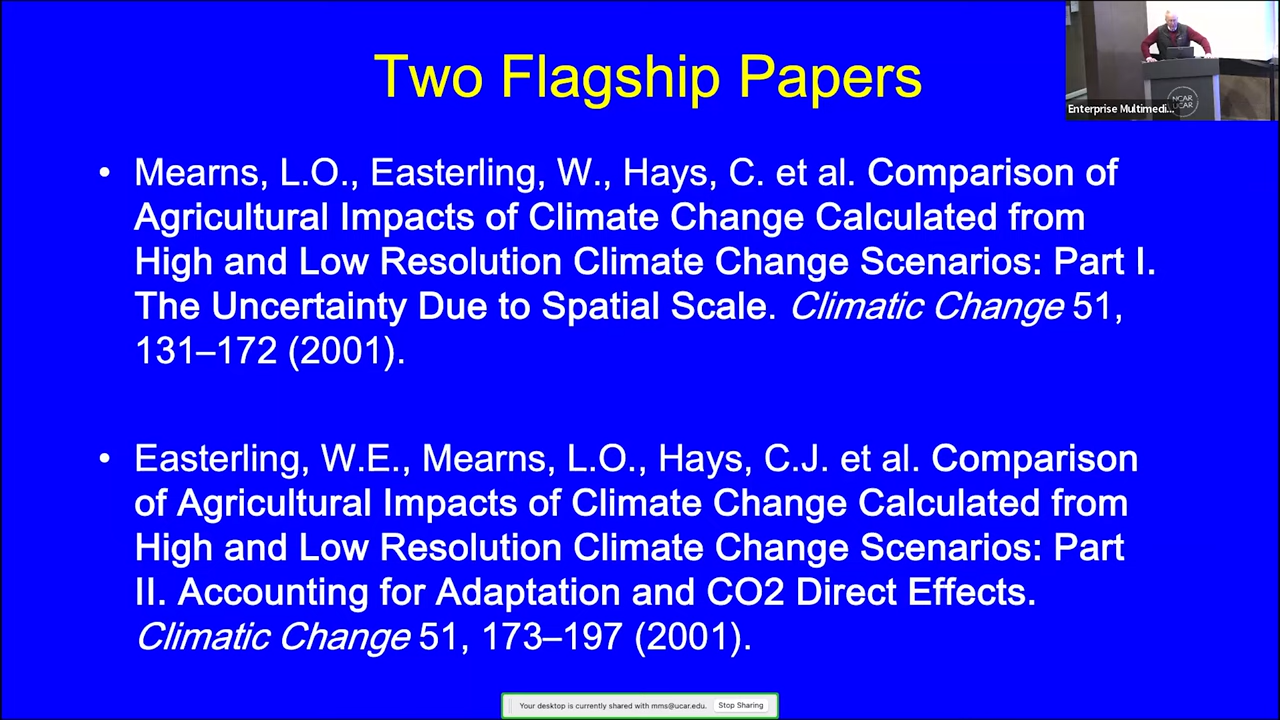 Two Flagship Papers
• Mearns, L.O., Easterling, W., Hays, C. et al. Comparison of
Agricultural Impacts of Climate Change Calculated from
High and Low Resolution Climate Change Scenarios: Part I.
The Uncertainty Due to Spatial Scale. Climatic Change 51,
131–172 (2001).
• Easterling, W.E., Mearns, L.O., Hays, C.J. et al. Comparison
of Agricultural Impacts of Climate Change Calculated from
High and Low Resolution Climate Change Scenarios: Part
II. Accounting for Adaptation and CO2 Direct Effects.
Climatic Change 51, 173–197 (2001).
NCAR
UCAR
Enterprise Multimedi...
Your desktop is currently shared with mms@ucar.edu. Stop Sharing